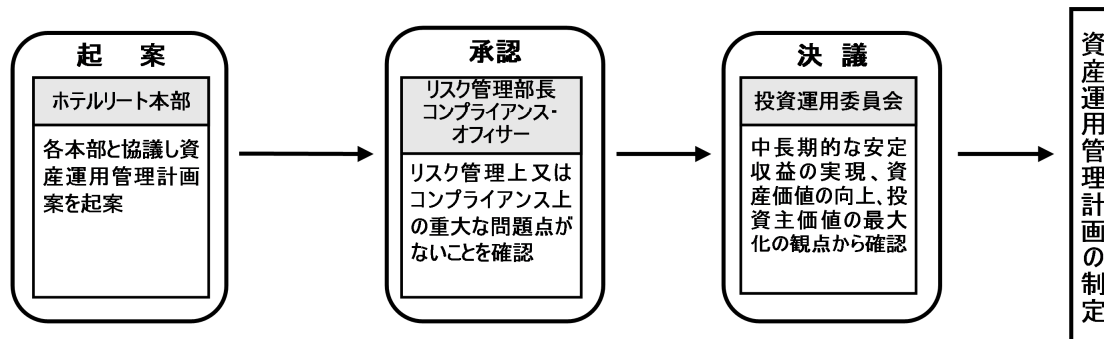 起 案
ホテルリート本部
各本部と協議し資
産運用管理計画
案を起案
承認
リスク管理部長
コンプライアンス・
オフィサー
リスク管理上又は
コンプライアンス上
の重大な問題点が
ないことを確認
決 議
投資運用委員会
中長期的な安定
収益の実現、資
産価値の向上、投
資主価値の最大
化の観点から確認
資産運用管理計画の制定